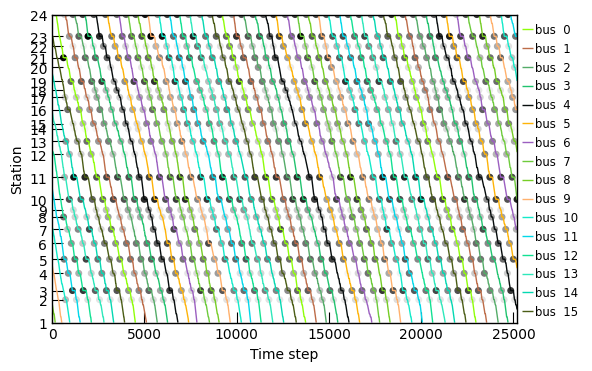 24
23
22
21
20
19
18
17
16
15
14
13
12
11
10
9
8
7
6
5
4
3
2
1
Station
0 5000 10000 15000 20000 25000
Time step
bus 0
bus 1
bus 2
bus 3
bus 4
bus 5
bus 6
bus 7
bus 8
bus 9
bus 10
bus 11
bus 12
bus 13
bus 14
bus 15